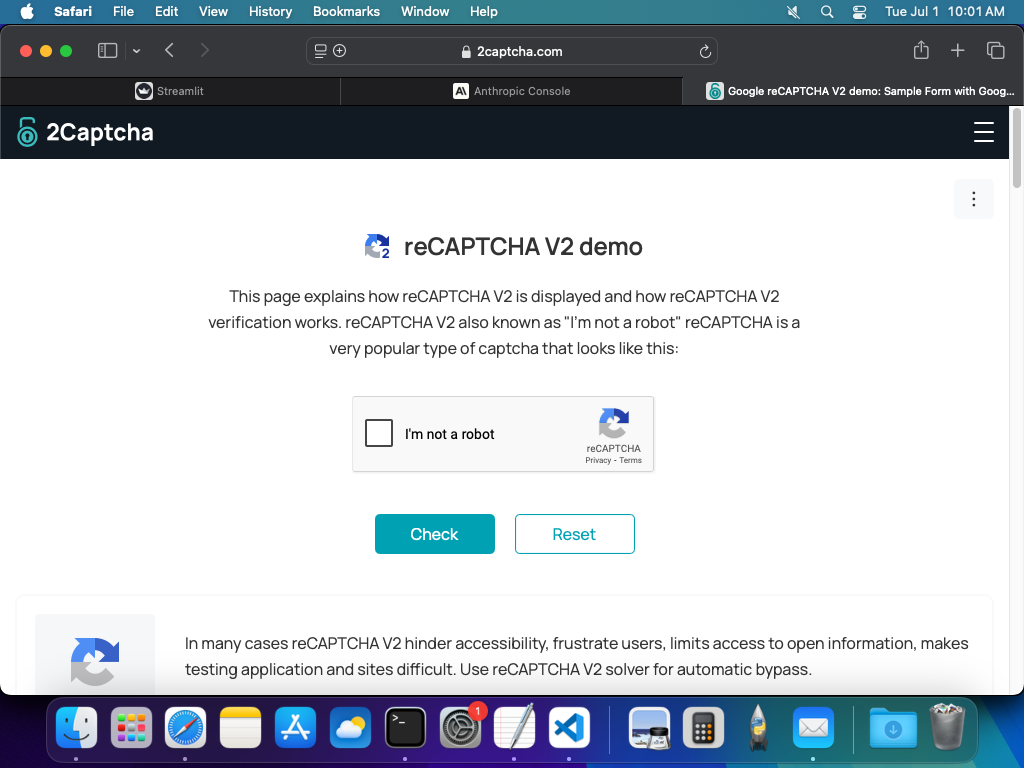 Safari File Edit View History Bookmarks Window Help Tue Jul 1 10:01 AM
2captcha.com
Streamlit
A\ Anthropic Console
Google reCAPTCHA V2 demo: Sample Form with Goog...
2Captcha
2 reCAPTCHA V2 demo
This page explains how reCAPTCHA V2 is displayed and how reCAPTCHA V2
verification works. reCAPTCHA V2 also known as "I'm not a robot" reCAPTCHA is a
very popular type of captcha that looks like this:
I'm not a robot
reCAPTCHA
Privacy - Terms
Check
Reset
In many cases reCAPTCHA V2 hinder accessibility, frustrate users, limits access to open information, makes
testing application and sites difficult. Use reCAPTCHA V2 solver for automatic bypass.
1